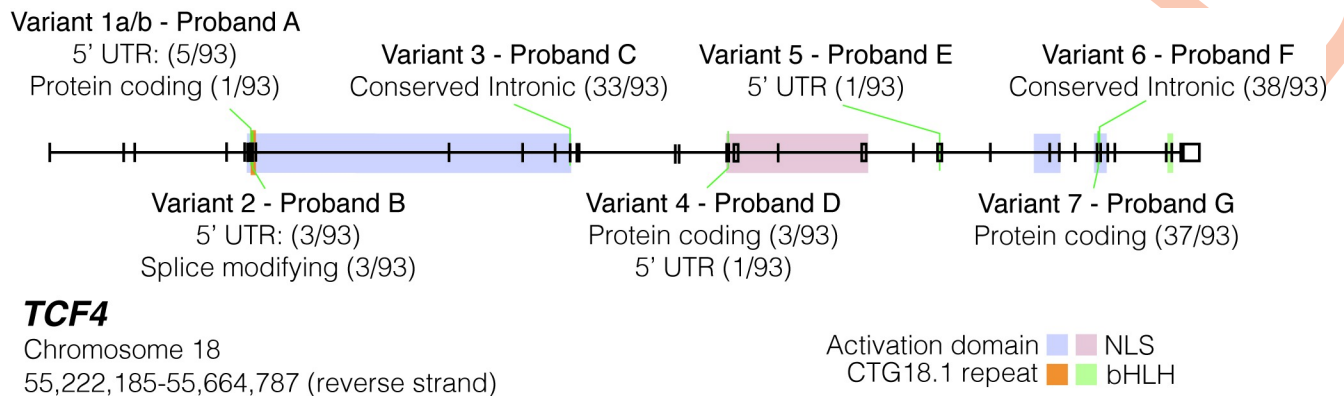 Variant 1a/b - Proband A
5’ UTR: (5/93)
Protein coding (1/93)
Variant 3 - Proband C
Conserved Intronic (33/93)
Variant 5 - Proband E
5’ UTR (1/93)
Variant 6 - Proband F
Conserved Intronic (38/93)
Variant 2 - Proband B
5’ UTR: (3/93)
Splice modifying (3/93)
Variant 4 - Proband D
Protein coding (3/93)
5’ UTR (1/93)
Variant 7 - Proband G
Protein coding (37/93)
TCF4
Chromosome 18
55,222,185-55,664,787 (reverse strand)
Activation domain NLS
CTG18.1 repeat bHLH